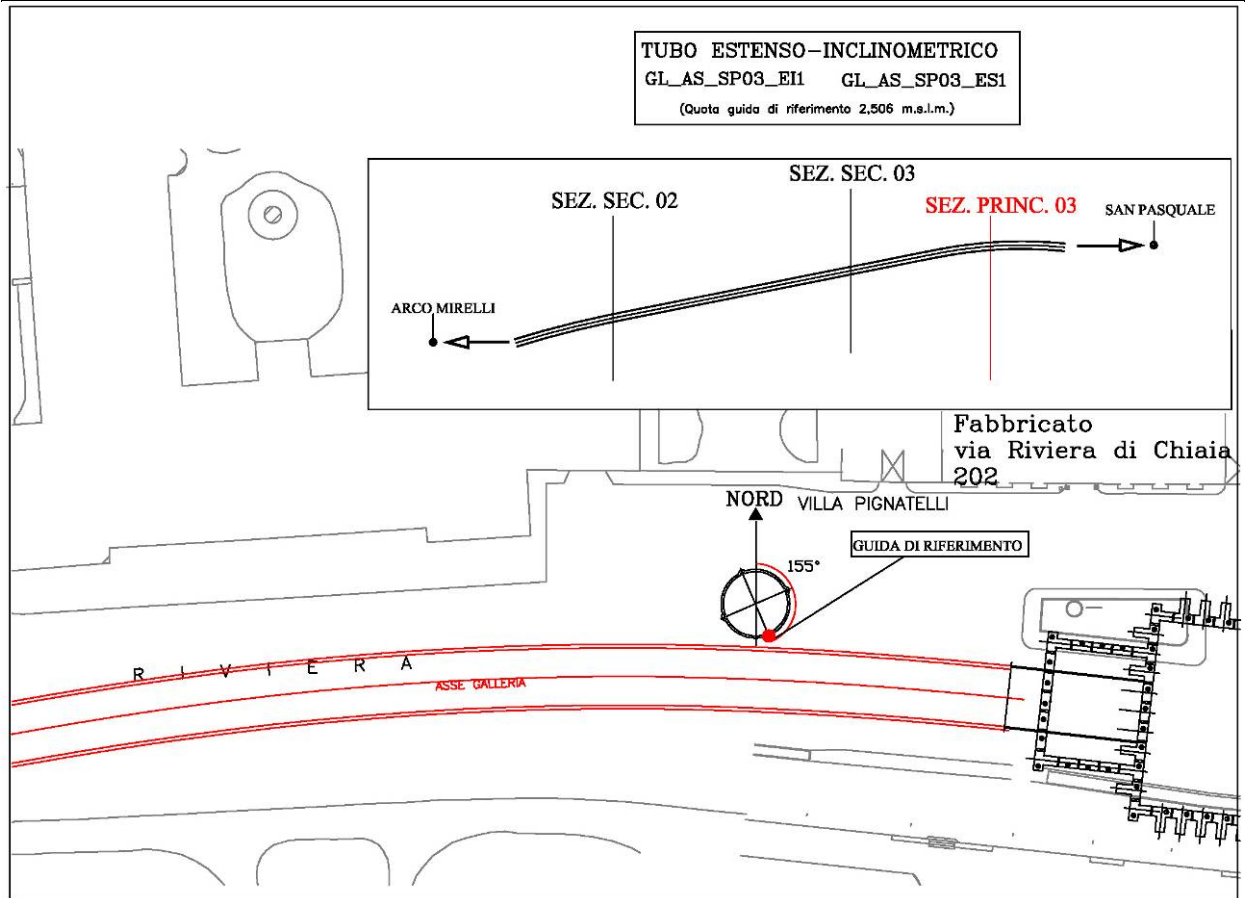 TUBO ESTENSO-INCLINOMETRICO
GL_AS_SP03_EI1 GL_AS_SP03_ES1
(Quota guida di riferimento 2,506 m.s.l.m.)
SEZ. SEC. 02
SEZ. SEC. 03
SEZ. PRINC. 03
SAN PASQUALE
ARCO MIRELLI
Fabbricato
via Riviera di Chiaia
202
NORD
VILLA PIGNATELLI
GUIDA DI RIFERIMENTO
155°
RIVIERA
ASSE GALLERIA